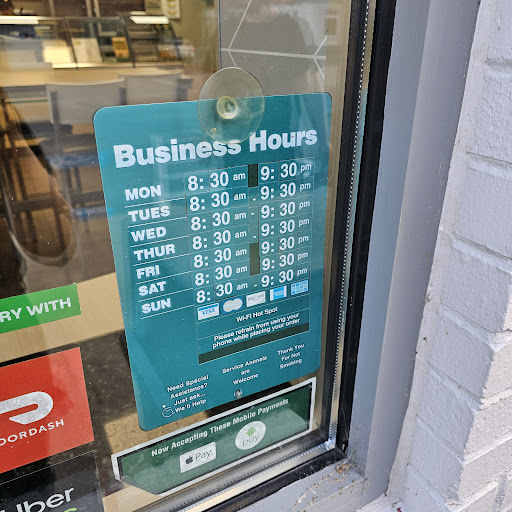 Business Hours
MON 8:30 am - 9:30 pm
TUES 8:30 am - 9:30 pm
WED 8:30 am - 9:30 pm
THUR 8:30 am - 9:30 pm
FRI 8:30 am - 9:30 pm
SAT 8:30 am - 9:30 pm
SUN 8:30 am - 9:30 pm
VISA
Wi-Fi Hot Spot
Please refrain from using your
phone while placing your order
Need Special
Assistance?
Just ask...
We'll Help
Service Animals
are
Welcome
Thank You
For Not
Smoking
Now Accepting These Mobile Payments
Pay
pay
RY WITH
OORDASH
Uber